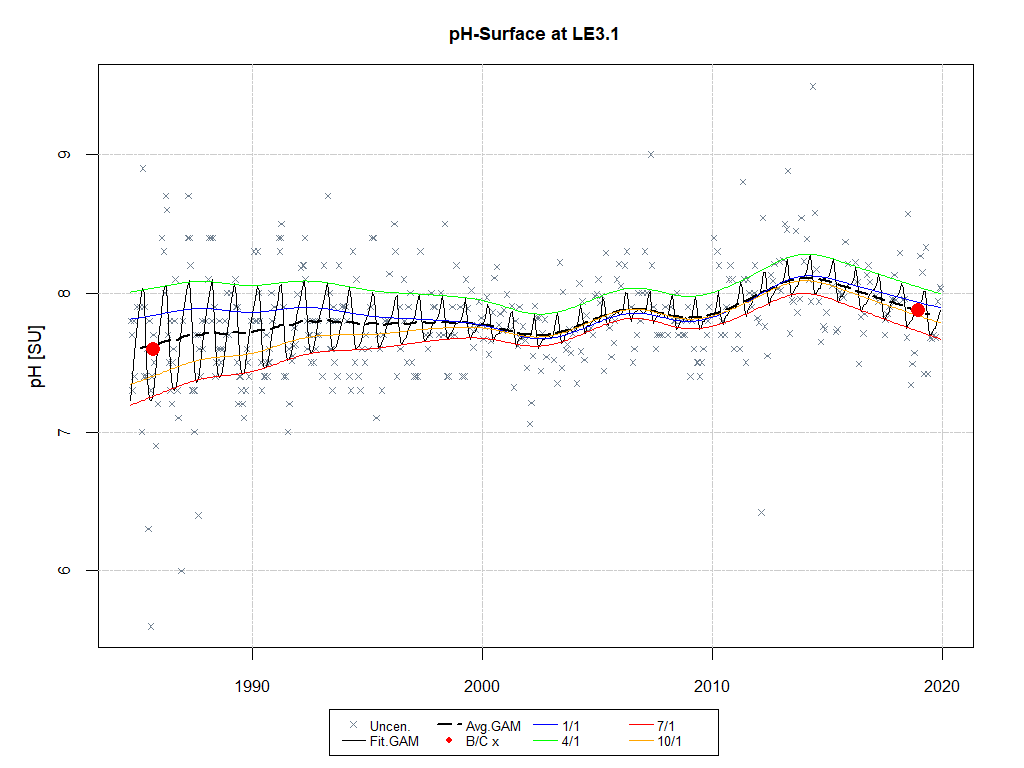 pH-Surface at LE3.1
pH [SU]
9
8
7
6
1990 2000 2010 2020
Uncen. Avg.GAM 1/1 7/1
Fit.GAM B/C x 4/1 10/1